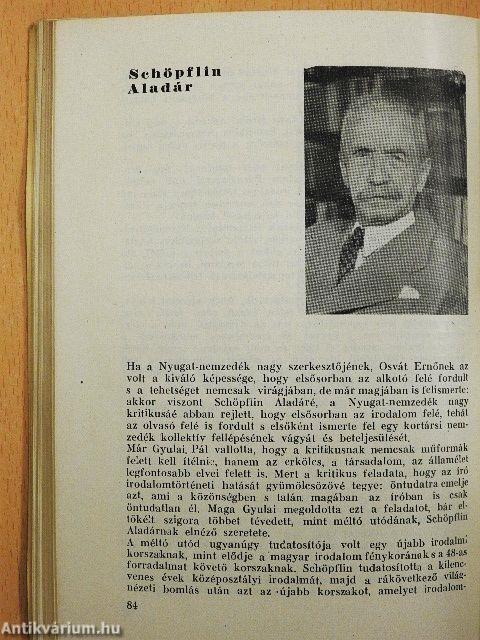 Schöpflin
Aladár
Ha a Nyugat-nemzedék nagy szerkesztőjének, Osvát Ernőnek az
volt a kiváló képessége, hogy elsősorban az alkotó felé fordult
s a tehetséget nemcsak virágjában, de már magjában is felismerte:
akkor viszont Schöpflin Aladáré, a Nyugat-nemzedék nagy
kritikusáé abban rejlett, hogy elsősorban az irodalom felé, tehát
az olvasó felé is fordult s elsőként ismerte fel egy kortársi nem-
zedék kollektív fellépésének vágyát és beteljesülését.
Már Gyulai, Pál vallotta, hogy a kritikusnak nemcsak műformák
felett kell ítélnie, hanem az erkölcs, a társadalom, az államélet
legfontosabb elvei felett is. Mert a kritikus feladata, hogy az író
irodalomtörténeti hatását gyümölcsözővé tegye: öntudatra emelje
azt, ami a közönségben s talán magában az íróban is csak
öntudatlan él. Maga Gyulai megoldotta ezt a feladatot, bár el-
tökélt szigora többet tévedett, mint méltó utódának, Schöpflin
Aladárnak elnéző szeretete.
A méltó utód ugyanúgy tudatosítója volt egy újabb irodalmi
korszaknak, mint elődje a magyar irodalom fénykorának s a 48-as
forradalmat követő korszaknak. Schöpflin tudatosította a kilenc-
venes évek középosztályi irodalmát, majd a rákövetkező világ-
nézeti bomlás után azt az újabb korszakot, amelyet irodalom-
84
Antikvárium.hu